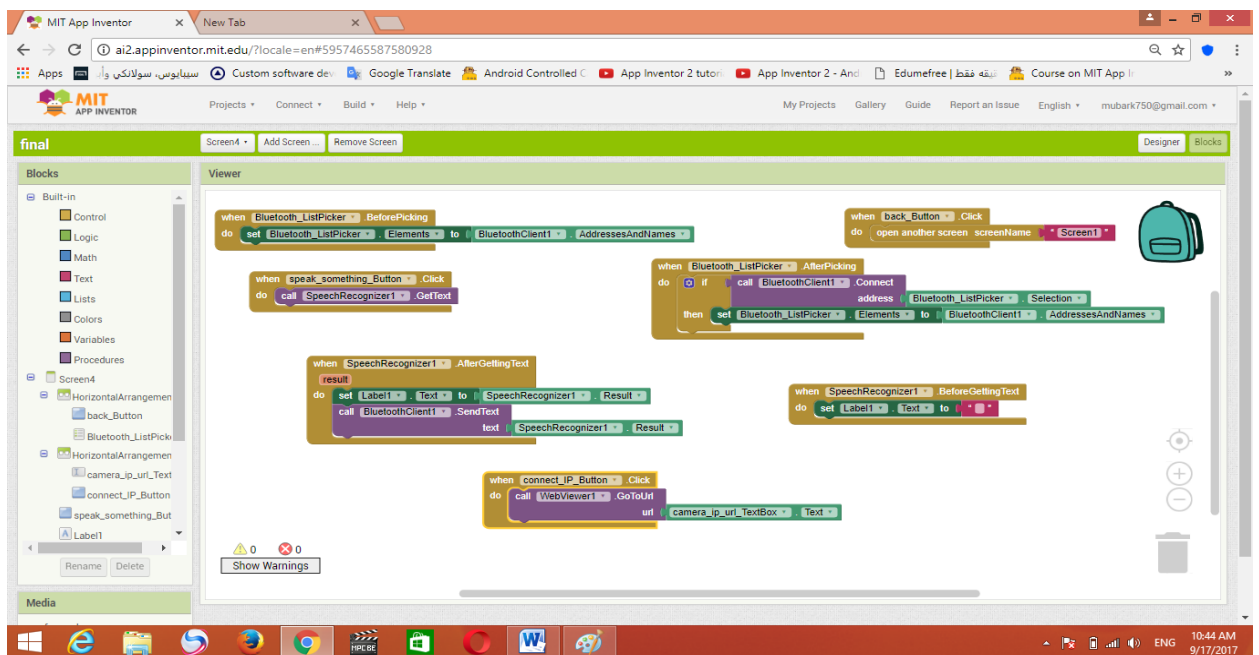 MIT App Inventor
New Tab
ai2.appinventor.mit.edu/?locale=en#5957465587580928
Apps
سيبايوس، سولانكي وأ
Custom software dev
Google Translate
Android Controlled C
App Inventor 2 tutori
App Inventor 2 - And
Edumefree | نيقه فقط
Course on MIT App In
»
MIT
APP INVENTOR
Projects
Connect
Build
Help
My Projects
Gallery
Guide
Report an Issue
English
mubark750@gmail.com
final
Screen4
Add Screen ...
Remove Screen
Designer
Blocks
Blocks
Viewer
Built-in
Control
Logic
Math
Text
Lists
Colors
Variables
Procedures
Screen4
HorizontalArrangemen
back_Button
Bluetooth_ListPicke
HorizontalArrangemen
camera_ip_url_Text
connect_IP_Button
speak_something_But
Label1
Rename
Delete
Media
when Bluetooth_ListPicker .BeforePicking
do set Bluetooth_ListPicker . Elements to BluetoothClient1 . AddressesAndNames
when back_Button .Click
do open another screen screenName " Screen1 "
when speak_something_Button .Click
do call SpeechRecognizer1 .GetText
when Bluetooth_ListPicker .AfterPicking
do if call BluetoothClient1 .Connect
address Bluetooth_ListPicker . Selection
then set Bluetooth_ListPicker . Elements to BluetoothClient1 . AddressesAndNames
when SpeechRecognizer1 .AfterGettingText
result
do set Label1 . Text to SpeechRecognizer1 . Result
call BluetoothClient1 .SendText
text SpeechRecognizer1 . Result
when SpeechRecognizer1 .BeforeGettingText
do set Label1 . Text to " "
when connect_IP_Button .Click
do call WebViewer1 .GoToUrl
url camera_ip_url_TextBox . Text
0
0
Show Warnings
HPC BE
ENG
10:44 AM
9/17/2017